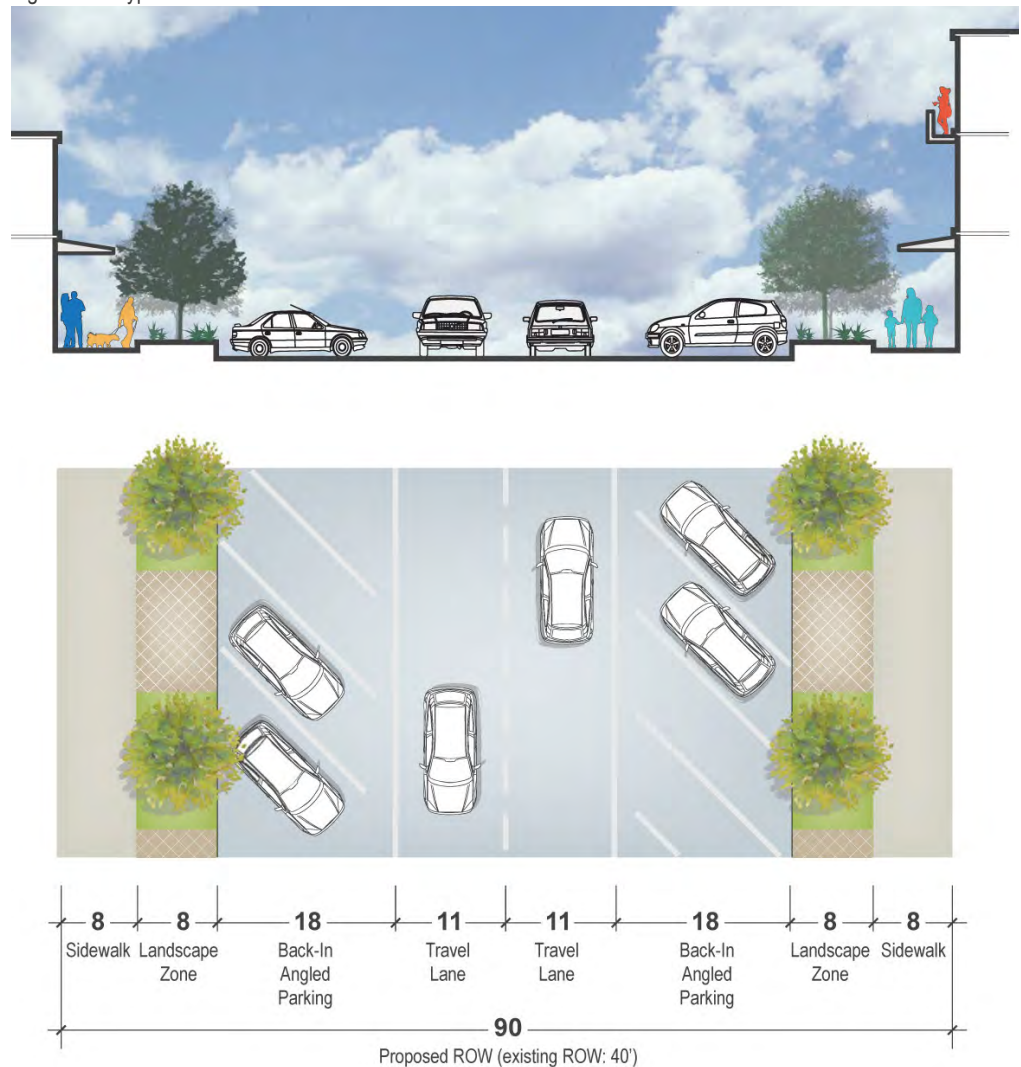 8 8 18 11 11 18 8 8
Sidewalk Landscape Zone Back-In Angled Parking Travel Lane Travel Lane Back-In Angled Parking Landscape Zone Sidewalk
90
Proposed ROW (existing ROW: 40')